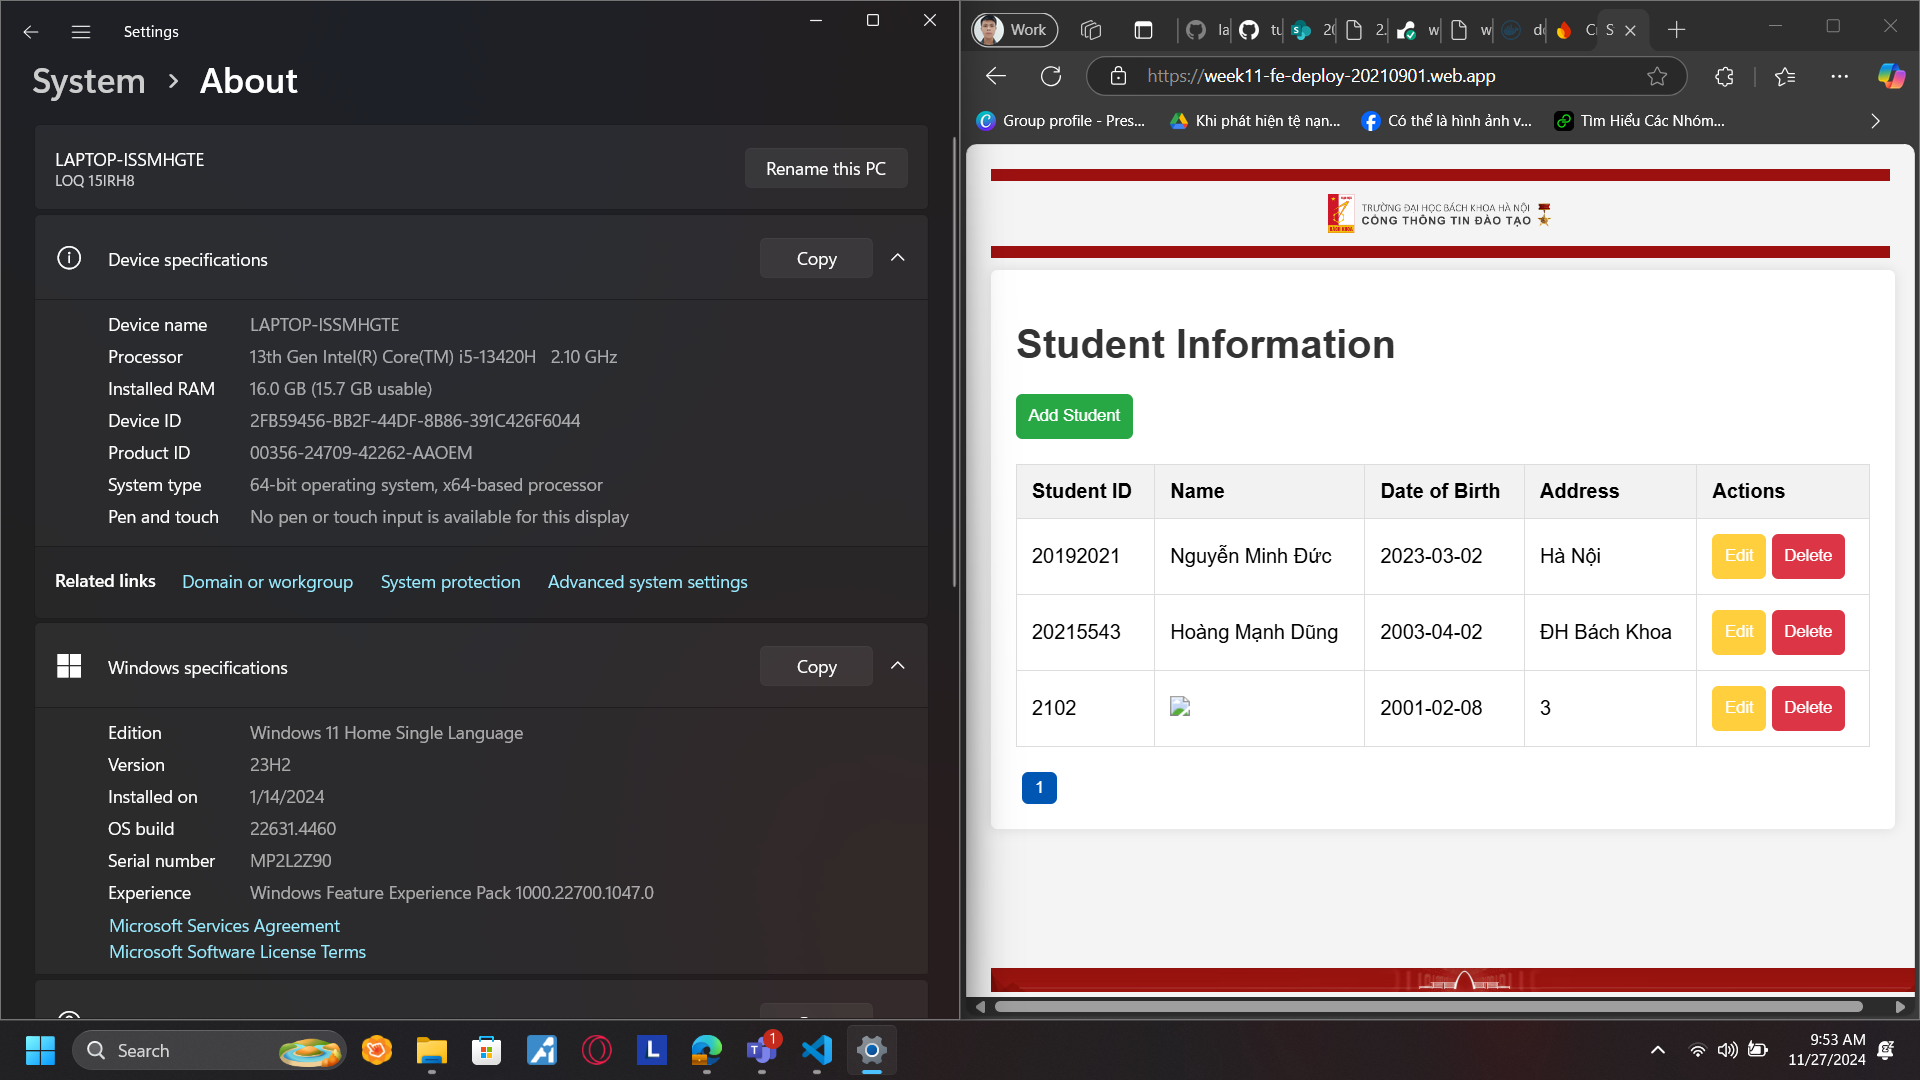 Settings
System > About
LAPTOP-ISSMHGTE
LOQ 15IRH8
Rename this PC
Device specifications
Copy
Device name LAPTOP-ISSMHGTE
Processor 13th Gen Intel(R) Core(TM) i5-13420H 2.10 GHz
Installed RAM 16.0 GB (15.7 GB usable)
Device ID 2FB59456-BB2F-44DF-8B86-391C426F6044
Product ID 00356-24709-42262-AAOEM
System type 64-bit operating system, x64-based processor
Pen and touch No pen or touch input is available for this display
Related links Domain or workgroup System protection Advanced system settings
Windows specifications
Copy
Edition Windows 11 Home Single Language
Version 23H2
Installed on 1/14/2024
OS build 22631.4460
Serial number MP2L2Z90
Experience Windows Feature Experience Pack 1000.22700.1047.0
Microsoft Services Agreement
Microsoft Software License Terms
Work
https://week11-fe-deploy-20210901.web.app
Group profile - Pres...
Khi phát hiện tệ nạn...
Có thể là hình ảnh v...
Tìm Hiểu Các Nhóm...
TRƯỜNG ĐẠI HỌC BÁCH KHOA HÀ NỘI
CỔNG THÔNG TIN ĐÀO TẠO
Student Information
Add Student
Student ID Name Date of Birth Address Actions
20192021 Nguyễn Minh Đức 2023-03-02 Hà Nội Edit Delete
20215543 Hoàng Mạnh Dũng 2003-04-02 ĐH Bách Khoa Edit Delete
2102 2001-02-08 3 Edit Delete
1
Search
1
9:53 AM
11/27/2024